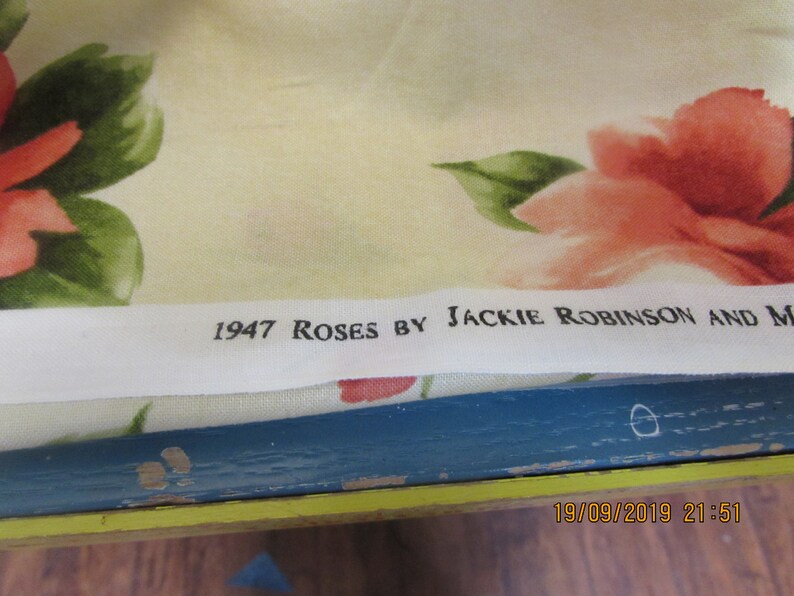 1947 ROSES BY JACKIE ROBINSON AND
19/09/2019 21:51